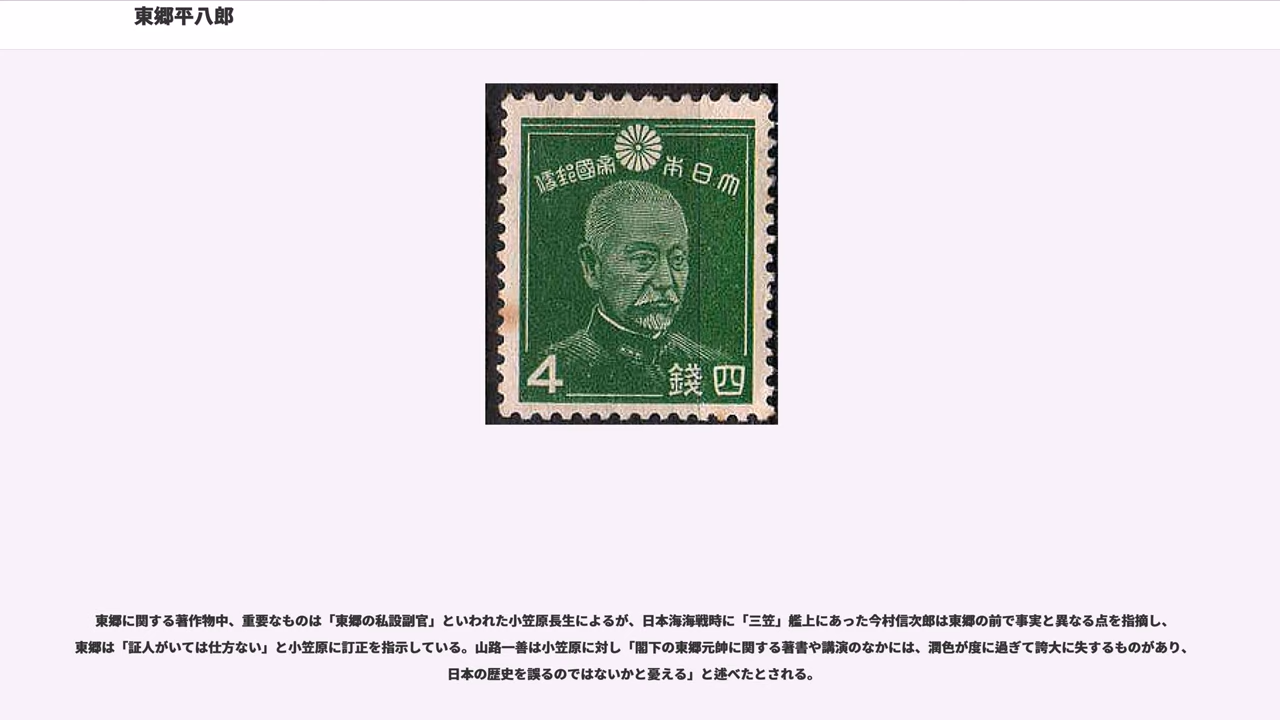 東郷平八郎
大日本帝國郵便
4
四錢
東郷に関する著作物中、重要なものは「東郷の私設副官」といわれた小笠原長生によるが、日本海海戦時に「三笠」艦上にあった今村信次郎は東郷の前で事実と異なる点を指摘し、
東郷は「証人がいては仕方ない」と小笠原に訂正を指示している。山路一善は小笠原に対し「閣下の東郷元帥に関する著書や講演のなかには、潤色が度に過ぎて誇大に失するものがあり、
日本の歴史を誤るのではないかと憂える」と述べたとされる。